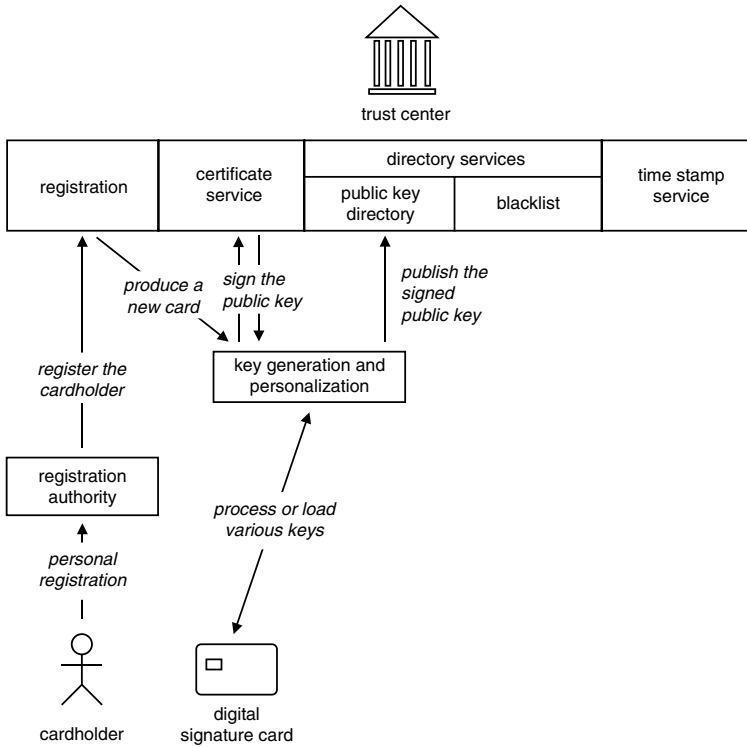 trust center
registration
certificate
service
directory services
public key
directory
blacklist
time stamp
service
produce a
new card
sign the
public key
publish the
signed
public key
register the
cardholder
key generation and
personalization
registration
authority
process or load
various keys
personal
registration
cardholder
digital
signature card